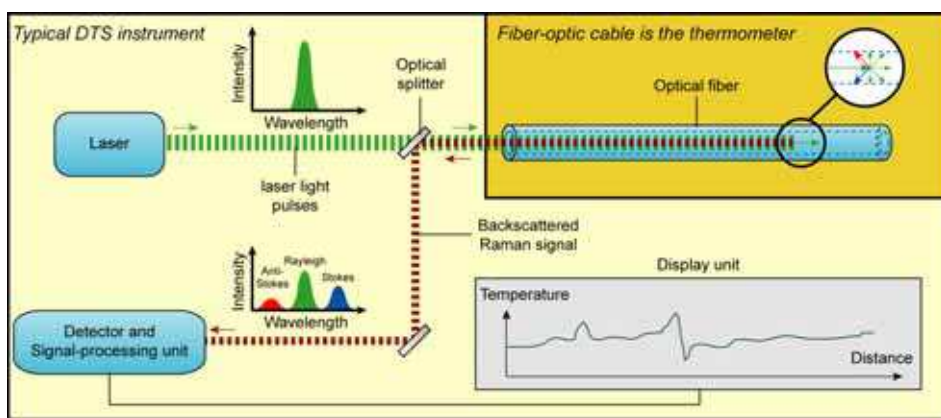 Typical DTS instrument
Fiber-optic cable is the thermometer
Intensity
Wavelength
Optical
splitter
Optical fiber
Laser
laser light
pulses
Backscattered
Raman signal
Intensity
Anti-
Stokes
Rayleigh
Stokes
Wavelength
Display unit
Temperature
Distance
Detector and
Signal-processing unit